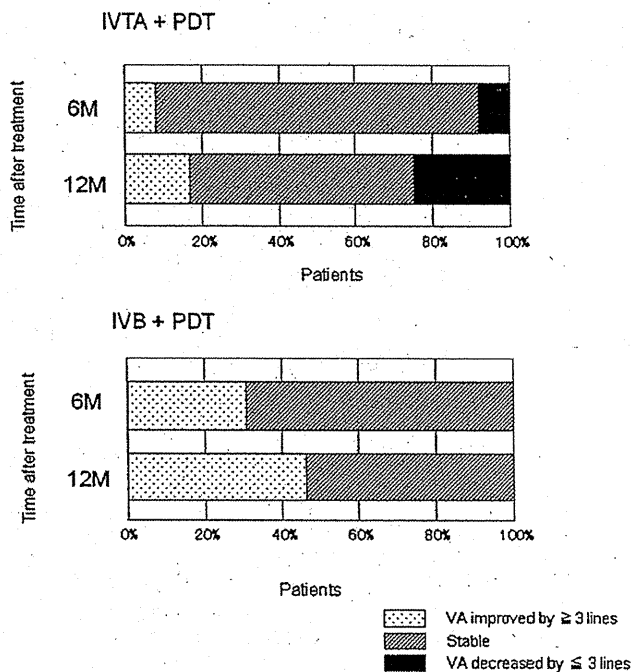 IVTA + PDT
Time after treatment
6M
12M
0% 20% 40% 60% 80% 100%
Patients
IVB + PDT
Time after treatment
6M
12M
0% 20% 40% 60% 80% 100%
Patients
VA improved by ≧ 3 lines
Stable
VA decreased by ≦ 3 lines